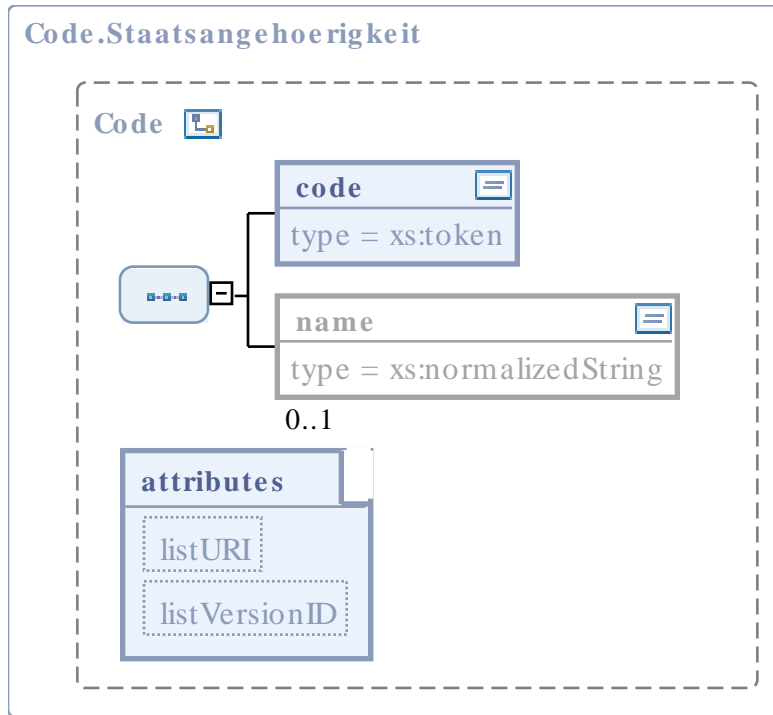 Code.Staatsangehoerigkeit
Code
code
type = xs:token
name
type = xs:normalizedString
0..1
attributes
listURI
listVersionID